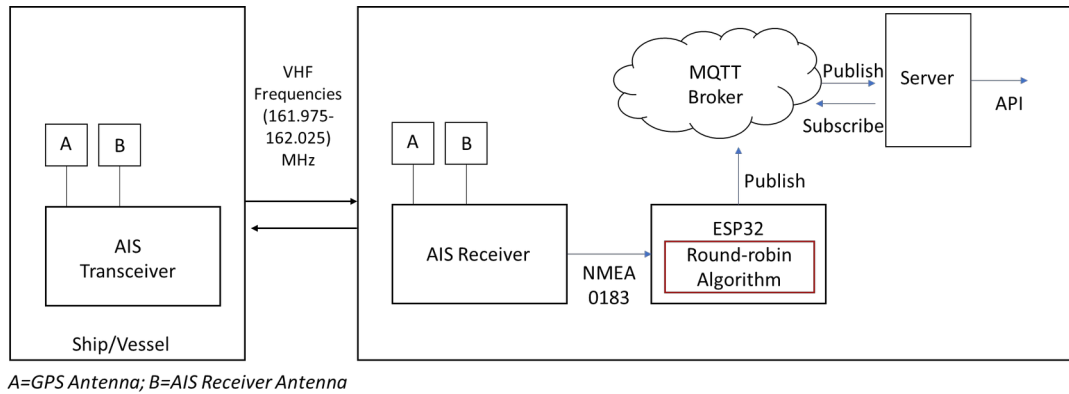 A
B
AIS
Transceiver
Ship/Vessel
VHF
Frequencies
(161.975-
162.025)
MHz
A
B
AIS Receiver
NMEA
0183
ESP32
Round-robin
Algorithm
Publish
MQTT
Broker
Publish
Subscribe
Server
API
A=GPS Antenna; B=AIS Receiver Antenna